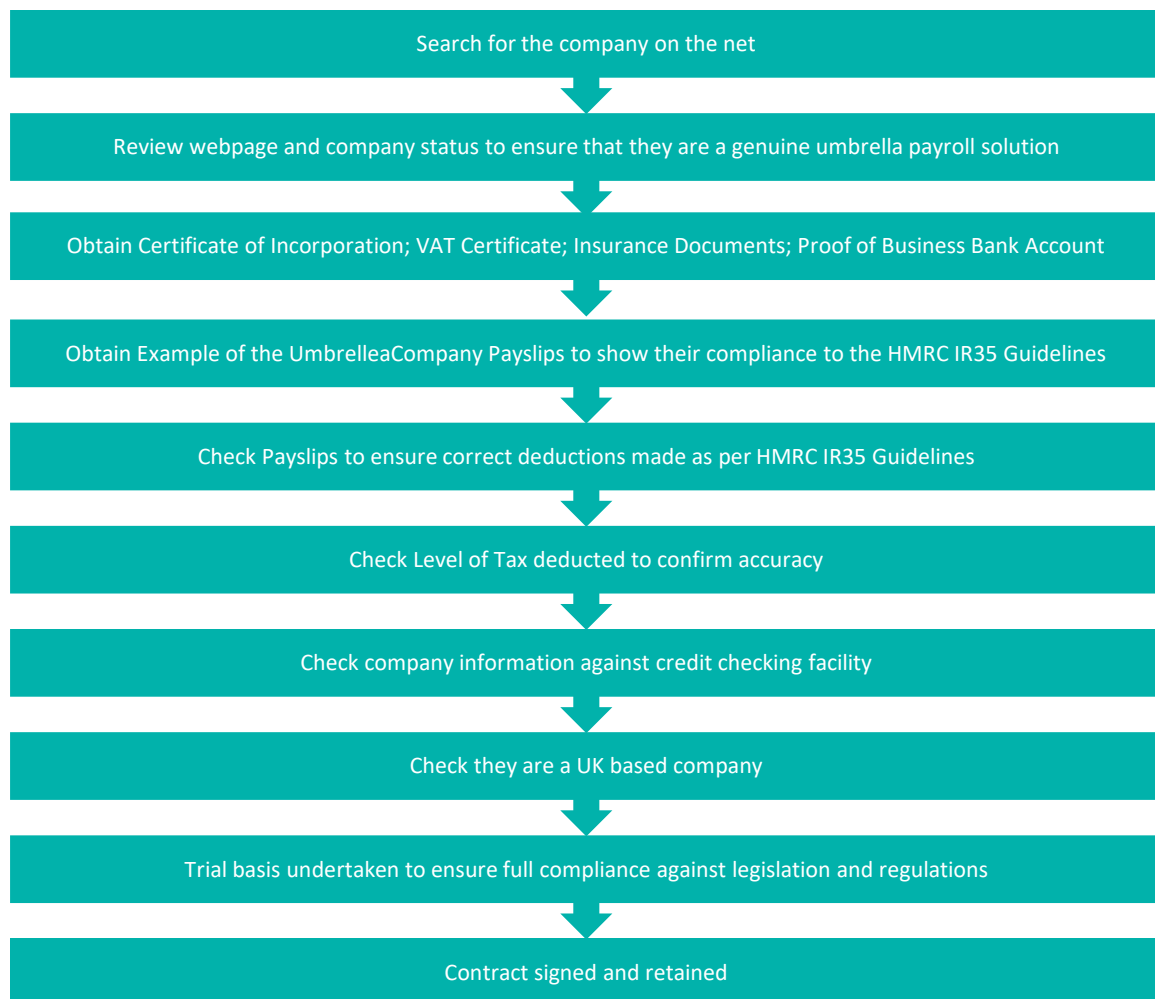 Search for the company on the net
Review webpage and company status to ensure that they are a genuine umbrella payroll solution
Obtain Certificate of Incorporation; VAT Certificate; Insurance Documents; Proof of Business Bank Account
Obtain Example of the UmbrelleaCompany Payslips to show their compliance to the HMRC IR35 Guidelines
Check Payslips to ensure correct deductions made as per HMRC IR35 Guidelines
Check Level of Tax deducted to confirm accuracy
Check company information against credit checking facility
Check they are a UK based company
Trial basis undertaken to ensure full compliance against legislation and regulations
Contract signed and retained